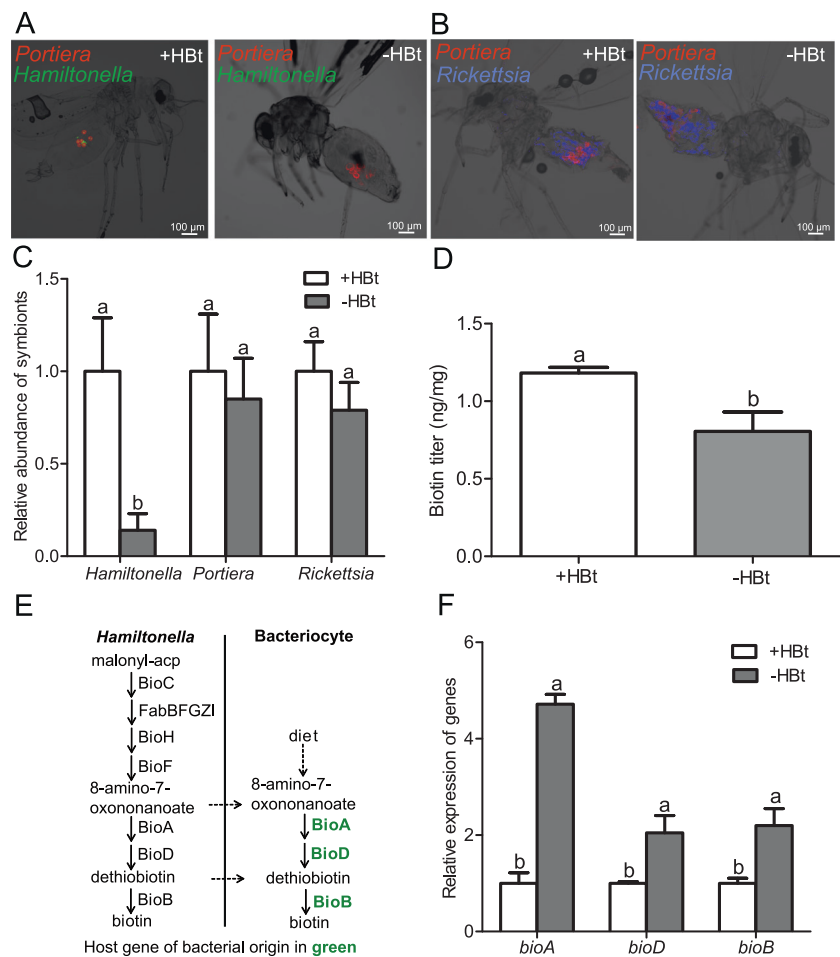 A
Portiera +HBt
Hamiltonella
100 µm
Portiera -HBt
Hamiltonella
100 µm
B
Portiera +HBt
Rickettsia
100 µm
Portiera -HBt
Rickettsia
100 µm
C
Relative abundance of symbionts
1.5
1.0
0.5
0.0
+HBt
-HBt
a
b
a
a
a
a
Hamiltonella Portiera Rickettsia
D
Biotin titer (ng/mg)
1.5
1.0
0.5
0.0
a
b
+HBt -HBt
E
Hamiltonella
malonyl-acp
BioC
FabBFGZI
BioH
BioF
8-amino-7-
oxononanoate
BioA
BioD
dethiobiotin
BioB
biotin
Bacteriocyte
diet
8-amino-7-
oxononanoate
BioA
BioD
dethiobiotin
BioB
biotin
Host gene of bacterial origin in green
F
Relative expression of genes
6
4
2
0
+HBt
-HBt
b
a
b
a
b
a
bioA bioD bioB